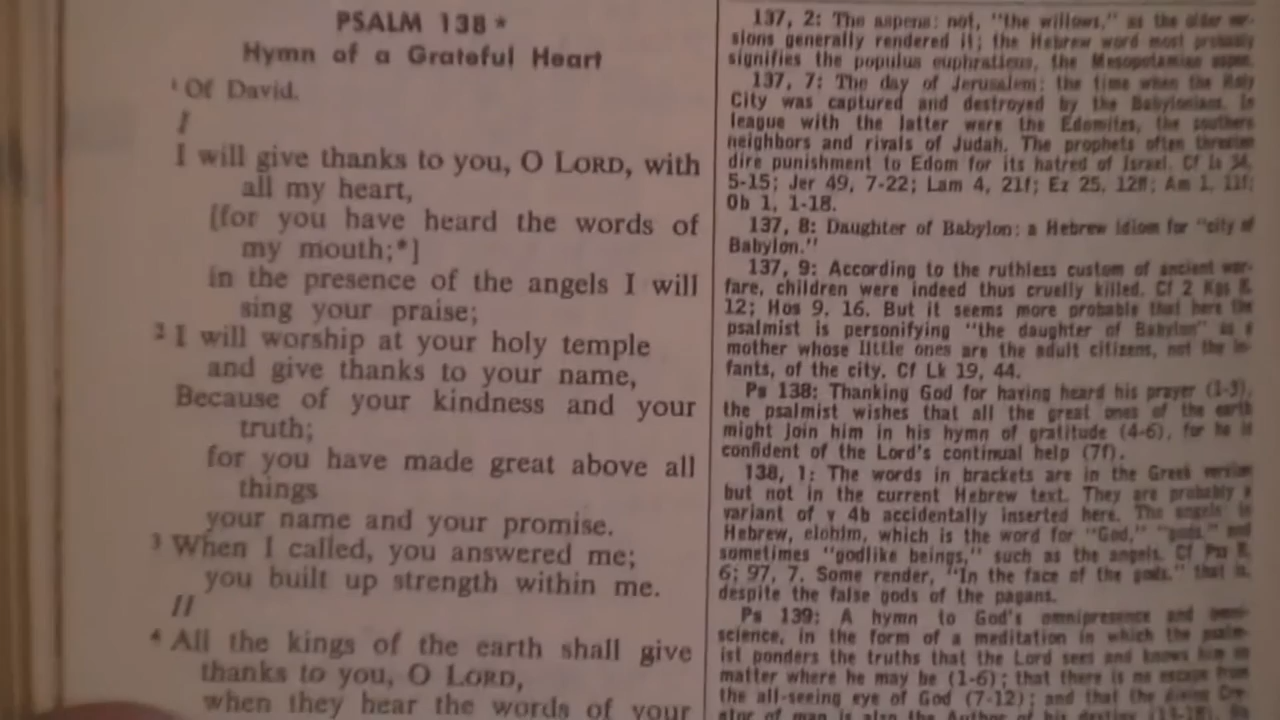 PSALM 138 *
Hymn of a Grateful Heart
1 Of David.
I
I will give thanks to you, O LORD, with
all my heart,
[for you have heard the words of
my mouth;*]
in the presence of the angels I will
sing your praise;
2 I will worship at your holy temple
and give thanks to your name,
Because of your kindness and your
truth;
for you have made great above all
things
your name and your promise.
3 When I called, you answered me;
you built up strength within me.
II
4 All the kings of the earth shall give
thanks to you, O LORD,
when they hear the words of your
137, 2: The aspens: not, "the willows," as the older ver-
sions generally rendered it; the Hebrew word most probably
signifies the populus euphraticus, the Mesopotamian aspen.
137, 7: The day of Jerusalem: the time when the Holy
City was captured and destroyed by the Babylonians. In
league with the latter were the Edomites, the southern
neighbors and rivals of Judah. The prophets often threaten
dire punishment to Edom for its hatred of Israel. Cf Is 34,
5-15; Jer 49, 7-22; Lam 4, 21f; Ez 25, 12ff; Am 1, 11f;
Ob 1, 1-18.
137, 8: Daughter of Babylon: a Hebrew idiom for "city of
Babylon."
137, 9: According to the ruthless custom of ancient war-
fare, children were indeed thus cruelly killed. Cf 2 Kgs 8,
12; Hos 9, 16. But it seems more probable that here the
psalmist is personifying "the daughter of Babylon" as a
mother whose little ones are the adult citizens, not the in-
fants, of the city. Cf Lk 19, 44.
Ps 138: Thanking God for having heard his prayer (1-3),
the psalmist wishes that all the great ones of the earth
might join him in his hymn of gratitude (4-6), for he is
confident of the Lord's continual help (7f).
138, 1: The words in brackets are in the Greek version
but not in the current Hebrew text. They are probably a
variant of v 4b accidentally inserted here. The angels: in
Hebrew, elohim, which is the word for "God," "gods," and
sometimes "godlike beings," such as the angels. Cf Pss 8,
6; 97, 7. Some render, "In the face of the gods," that is,
despite the false gods of the pagans.
Ps 139: A hymn to God's omnipresence and omni-
science, in the form of a meditation in which the psalm-
ist ponders the truths that the Lord sees and knows him no
matter where he may be (1-6); that there is no escape from
the all-seeing eye of God (7-12); and that the divine Cre-
ator of man is also the Author of his destiny